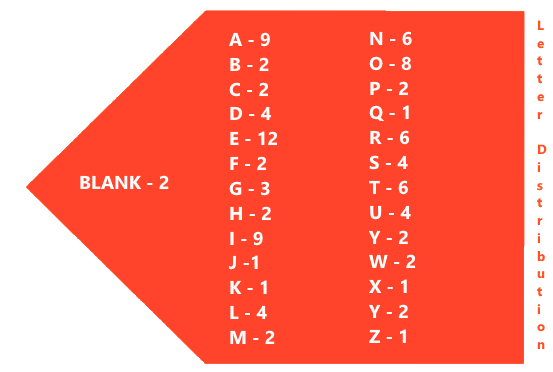 BLANK - 2
A - 9
B - 2
C - 2
D - 4
E - 12
F - 2
G - 3
H - 2
I - 9
J -1
K - 1
L - 4
M - 2
N - 6
O - 8
P - 2
Q - 1
R - 6
S - 4
T - 6
U - 4
Y - 2
W - 2
X - 1
Y - 2
Z - 1
Letter Distribution